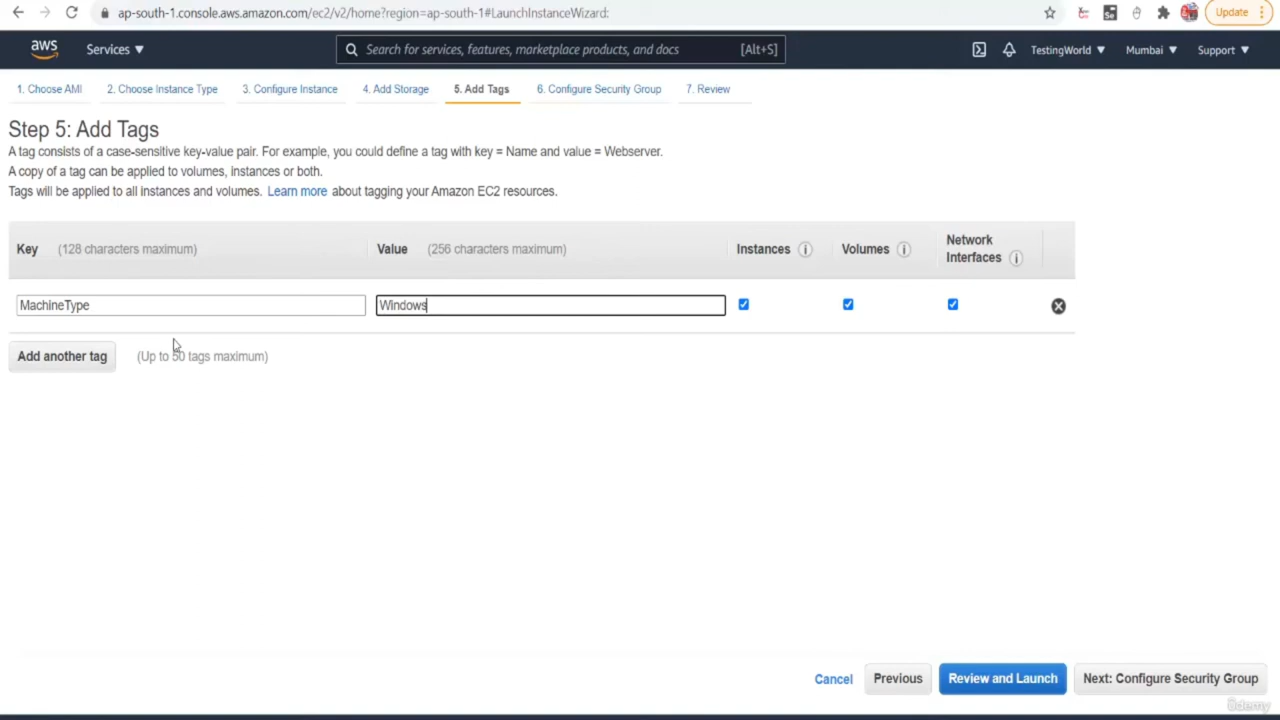 ap-south-1.console.aws.amazon.com/ec2/v2/home?region=ap-south-1#LaunchInstanceWizard:
Update
aws
Services
Search for services, features, marketplace products, and docs
[Alt+S]
TestingWorld
Mumbai
Support
1. Choose AMI
2. Choose Instance Type
3. Configure Instance
4. Add Storage
5. Add Tags
6. Configure Security Group
7. Review
Step 5: Add Tags
A tag consists of a case-sensitive key-value pair. For example, you could define a tag with key = Name and value = Webserver.
A copy of a tag can be applied to volumes, instances or both.
Tags will be applied to all instances and volumes. Learn more about tagging your Amazon EC2 resources.
Key (128 characters maximum)
Value (256 characters maximum)
Instances
Volumes
Network
Interfaces
MachineType
Windows
Add another tag
(Up to 50 tags maximum)
Cancel
Previous
Review and Launch
Next: Configure Security Group
ûdemy